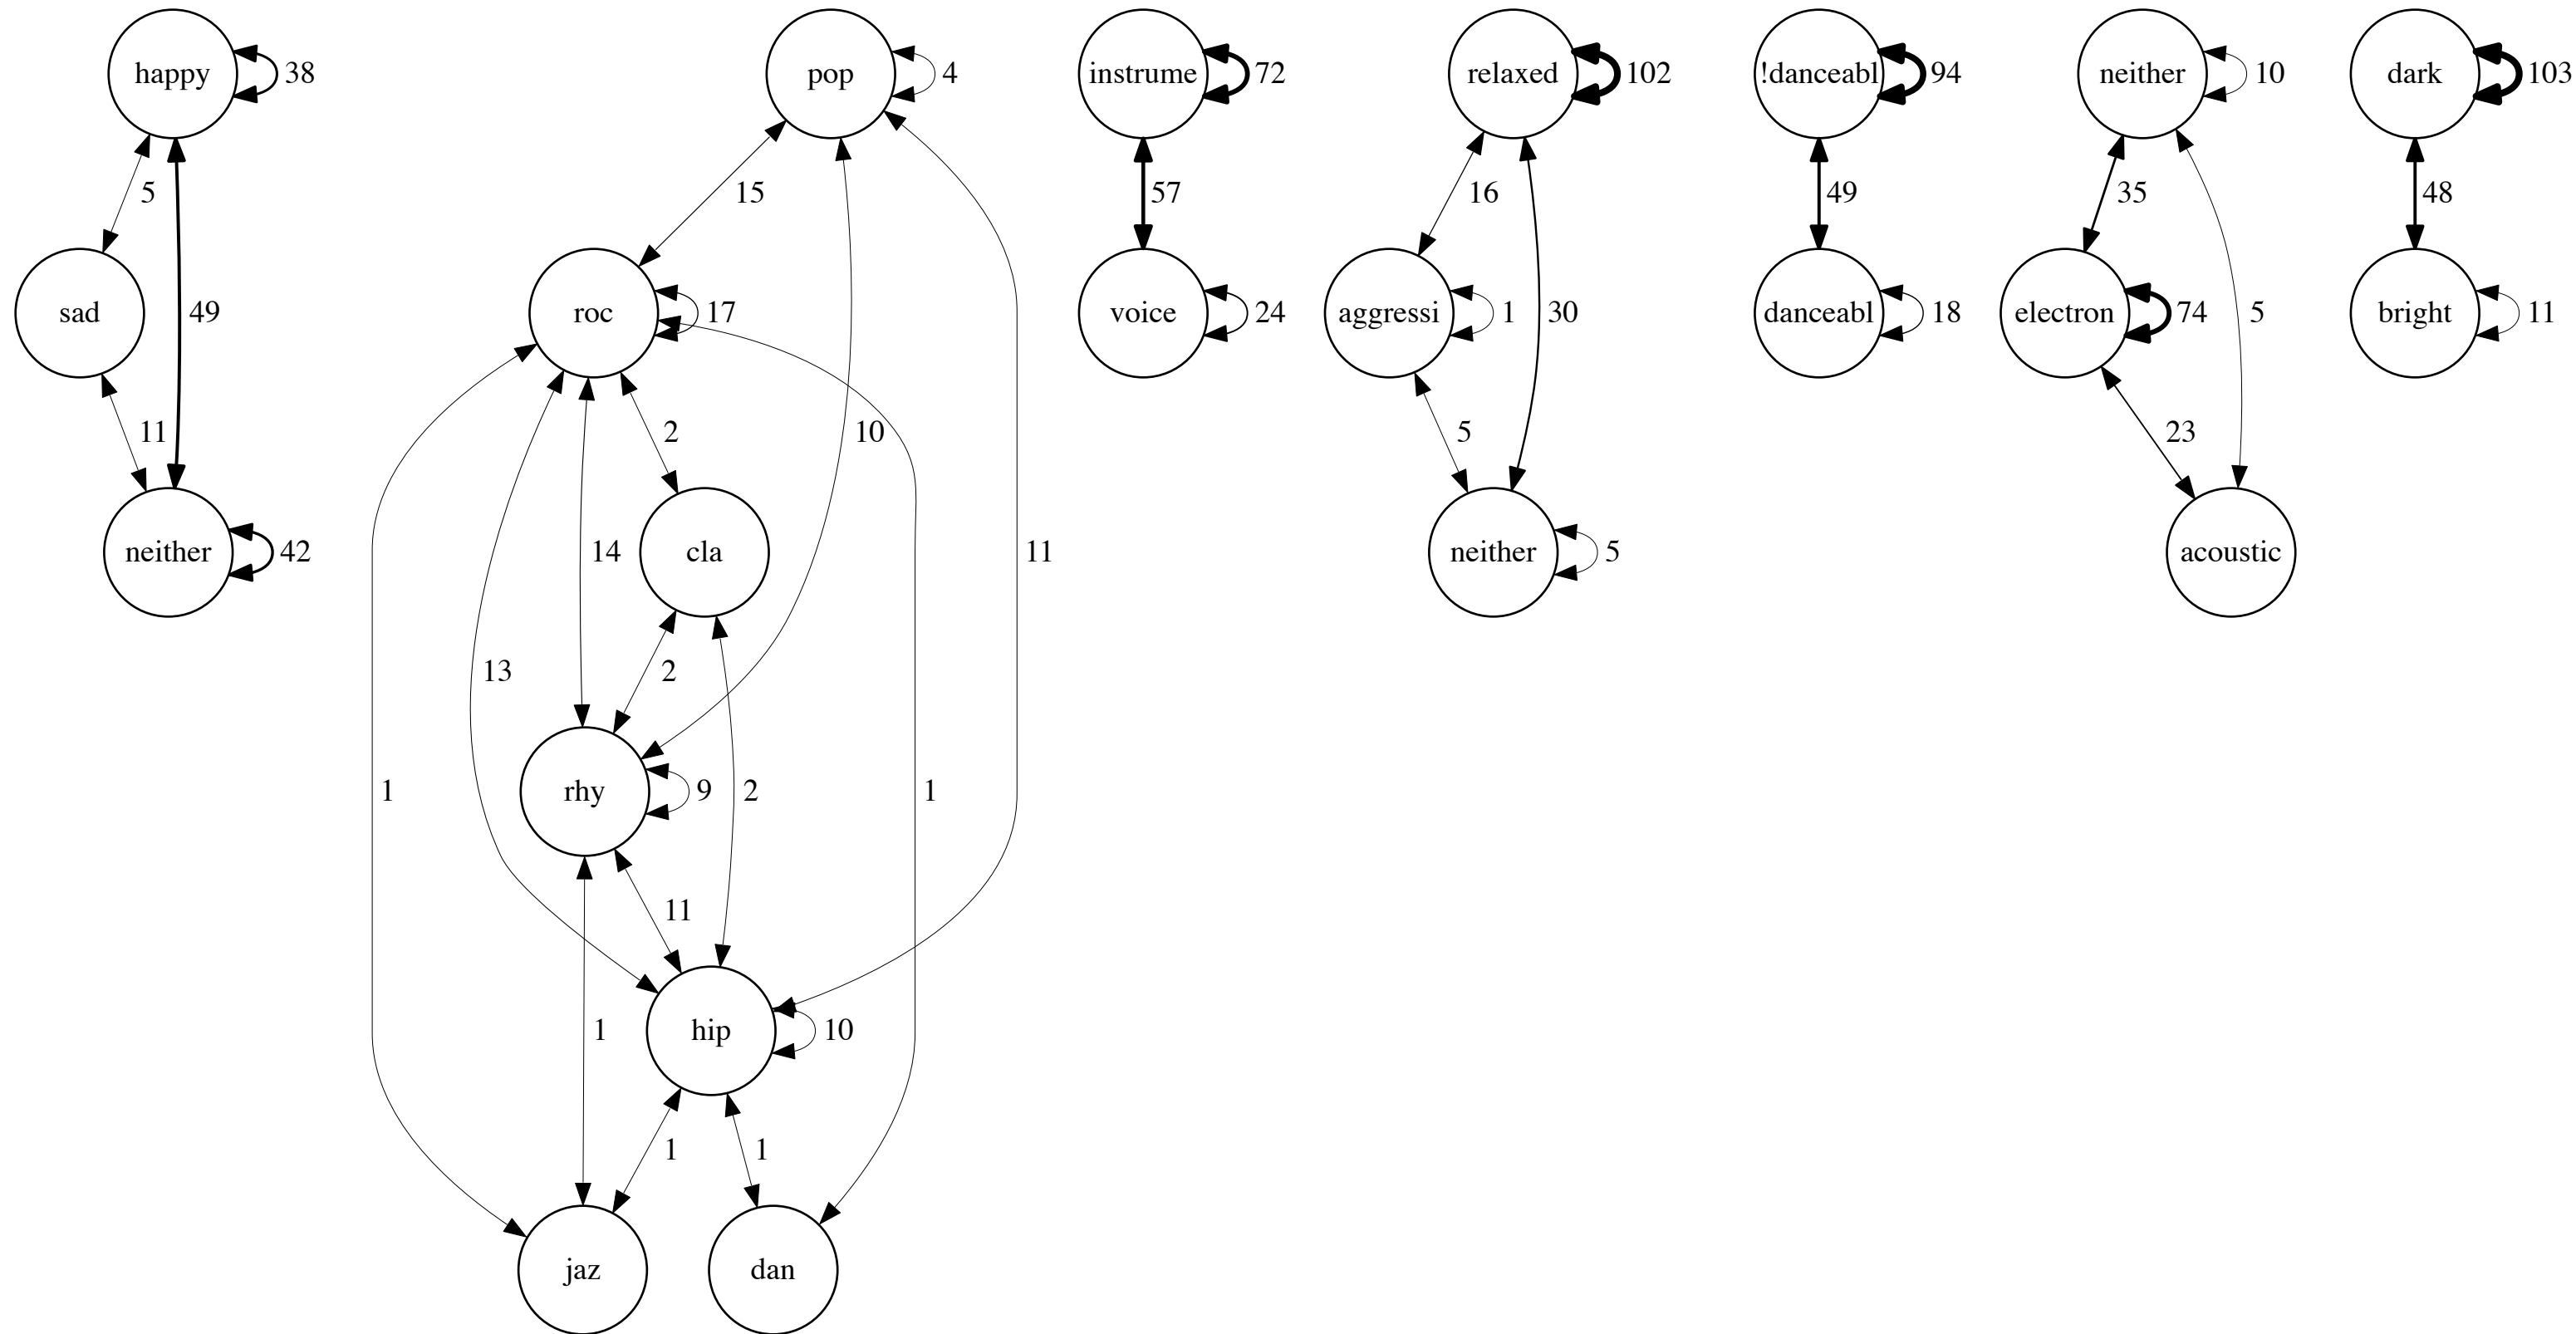 happy 38 pop 4 instrume 72 relaxed 102 !danceabl 94 neither 10 dark 103
5 15 57 16 49 35 48
sad 49 roc 17 voice 24 aggressi 1 30 danceabl 18 electron 74 5 bright 11
11 2 10 5 23
neither 42 14 cla 11 neither 5 acoustic
13 2
1 rhy 9 2 1
11
1 hip 10
1 1
jaz dan